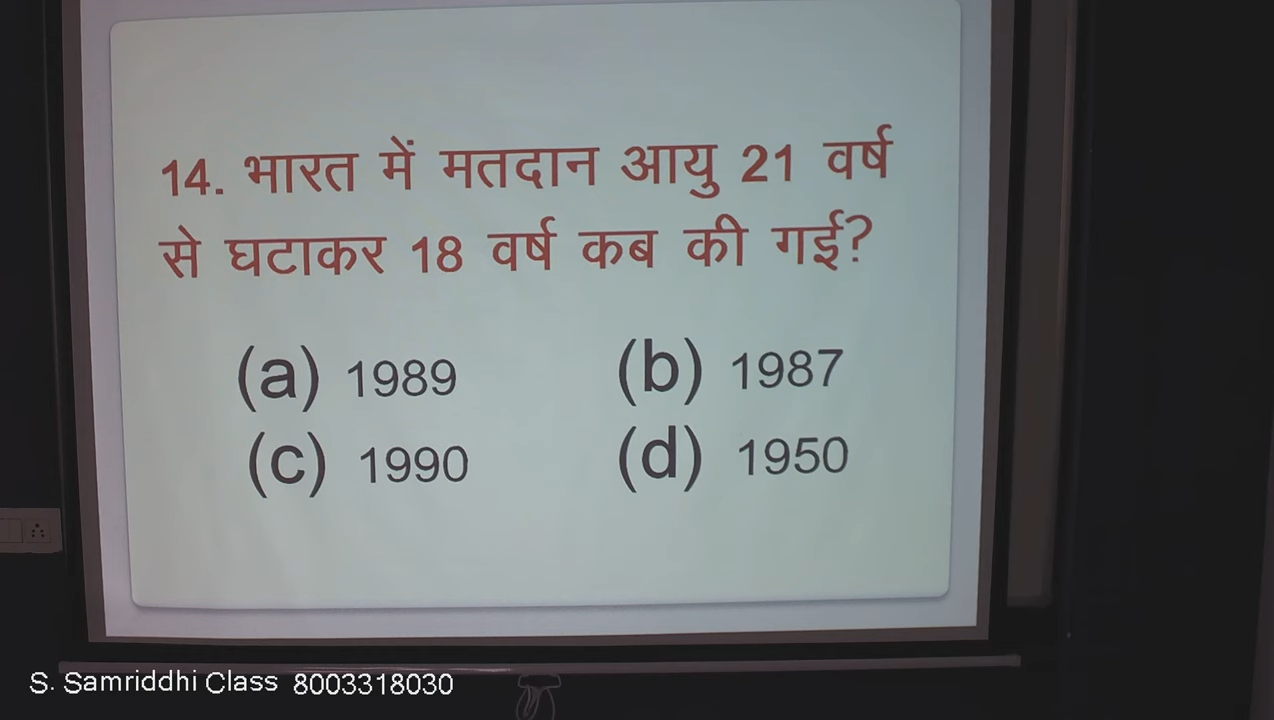 14. भारत में मतदान आयु 21 वर्ष
से घटाकर 18 वर्ष कब की गई?
(a) 1989 (b) 1987
(c) 1990 (d) 1950
S. Samriddhi Class 8003318030